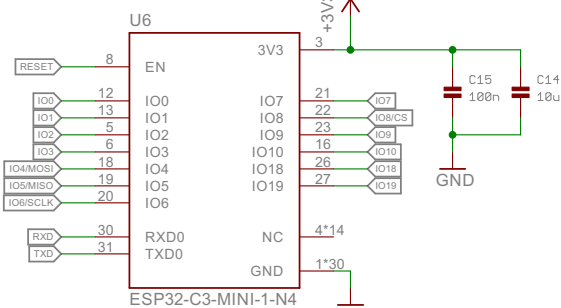 U6
+3V3
3V3 3
RESET 8 EN
C15 100n
C14 10u
IO0 12 IO0
IO7 21 IO7
IO1 13 IO1
IO8 22 IO8/CS
IO2 5 IO2
IO9 23 IO9
IO3 6 IO3
IO10 16 IO10
IO4/MOSI 18 IO4
IO18 26 IO18
IO5/MISO 19 IO5
IO19 27 IO19
IO6/SCLK 20 IO6
GND
RXD 30 RXD0
NC 4*14
TXD 31 TXD0
GND 1*30
ESP32-C3-MINI-1-N4